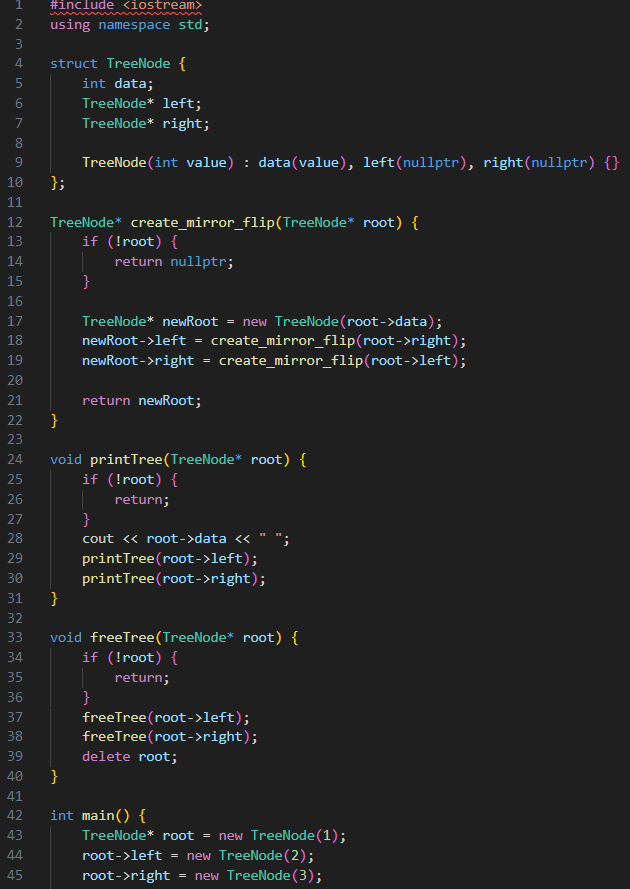 1 #include <iostream>
2 using namespace std;
3
4 struct TreeNode {
5     int data;
6     TreeNode* left;
7     TreeNode* right;
8
9     TreeNode(int value) : data(value), left(nullptr), right(nullptr) {}
10 };
11
12 TreeNode* create_mirror_flip(TreeNode* root) {
13     if (!root) {
14         return nullptr;
15     }
16
17     TreeNode* newRoot = new TreeNode(root->data);
18     newRoot->left = create_mirror_flip(root->right);
19     newRoot->right = create_mirror_flip(root->left);
20
21     return newRoot;
22 }
23
24 void printTree(TreeNode* root) {
25     if (!root) {
26         return;
27     }
28     cout << root->data << " ";
29     printTree(root->left);
30     printTree(root->right);
31 }
32
33 void freeTree(TreeNode* root) {
34     if (!root) {
35         return;
36     }
37     freeTree(root->left);
38     freeTree(root->right);
39     delete root;
40 }
41
42 int main() {
43     TreeNode* root = new TreeNode(1);
44     root->left = new TreeNode(2);
45     root->right = new TreeNode(3);